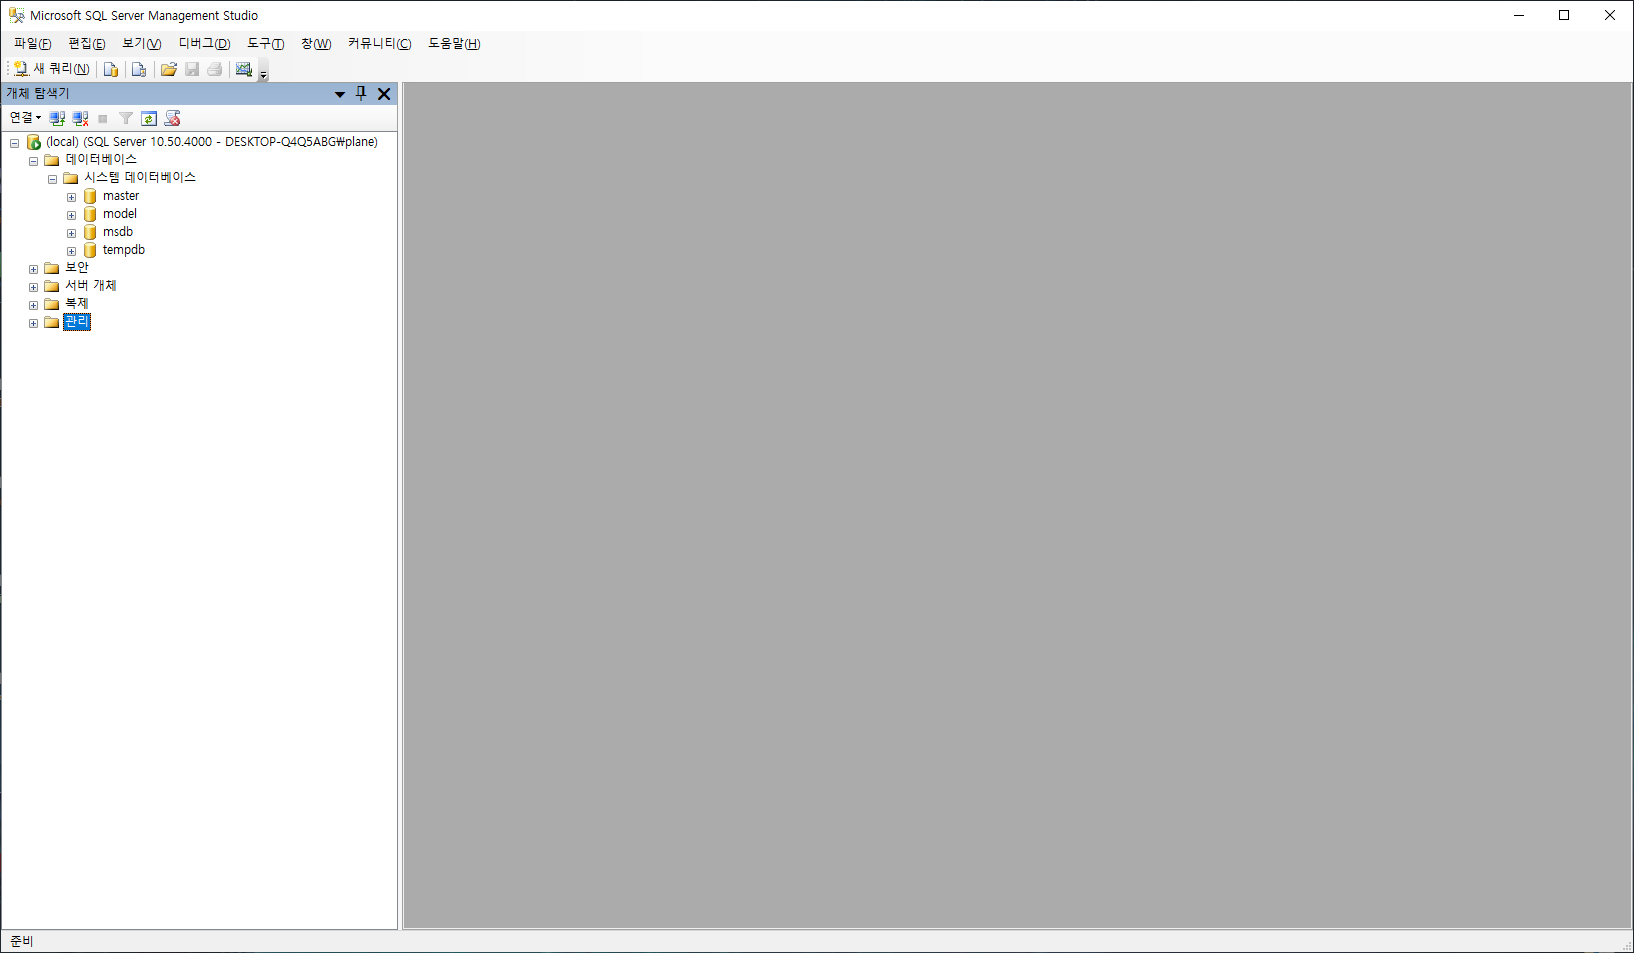 Microsoft SQL Server Management Studio
파일(F) 편집(E) 보기(V) 디버그(D) 도구(T) 창(W) 커뮤니티(C) 도움말(H)
새 쿼리(N)
개체 탐색기
연결
(local) (SQL Server 10.50.4000 - DESKTOP-Q4Q5ABG₩plane)
데이터베이스
시스템 데이터베이스
master
model
msdb
tempdb
보안
서버 개체
복제
관리
준비